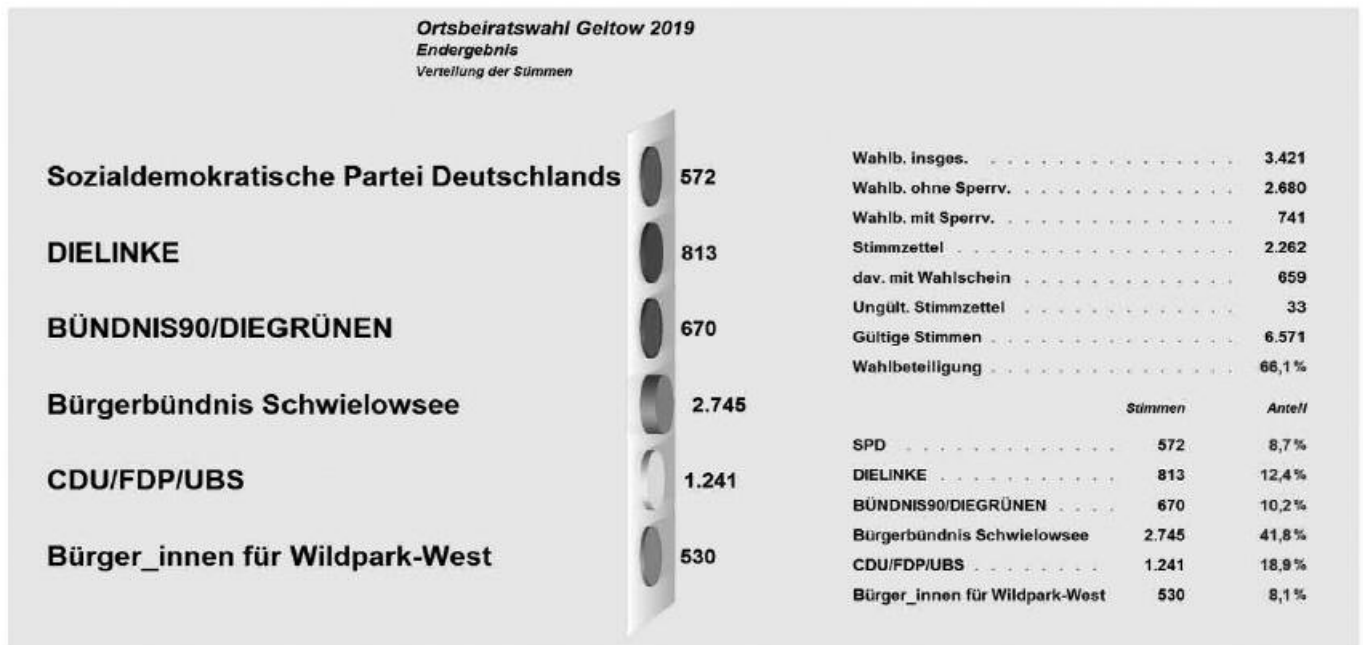 Ortsbeiratswahl Geltow 2019
Endergebnis
Verteilung der Stimmen
Sozialdemokratische Partei Deutschlands 572
DIELINKE 813
BÜNDNIS90/DIEGRÜNEN 670
Bürgerbündnis Schwielowsee 2.745
CDU/FDP/UBS 1.241
Bürger_innen für Wildpark-West 530
Wahlb. insges. . . . . . . . . . . . . . . . 3.421
Wahlb. ohne Sperrv. . . . . . . . . . . . . . . 2.680
Wahlb. mit Sperrv. . . . . . . . . . . . . . . 741
Stimmzettel . . . . . . . . . . . . . . . . . 2.262
dav. mit Wahlschein . . . . . . . . . . . . . . 659
Ungült. Stimmzettel . . . . . . . . . . . . . 33
Gültige Stimmen . . . . . . . . . . . . . . . 6.571
Wahlbeteiligung . . . . . . . . . . . . . . . 66,1%
Stimmen Anteil
SPD . . . . . . . . . . . . 572 8,7%
DIELINKE . . . . . . . . . . . 813 12,4%
BÜNDNIS90/DIEGRÜNEN . . . . 670 10,2%
Bürgerbündnis Schwielowsee 2.745 41,8%
CDU/FDP/UBS . . . . . . . . 1.241 18,9%
Bürger_innen für Wildpark-West 530 8,1%